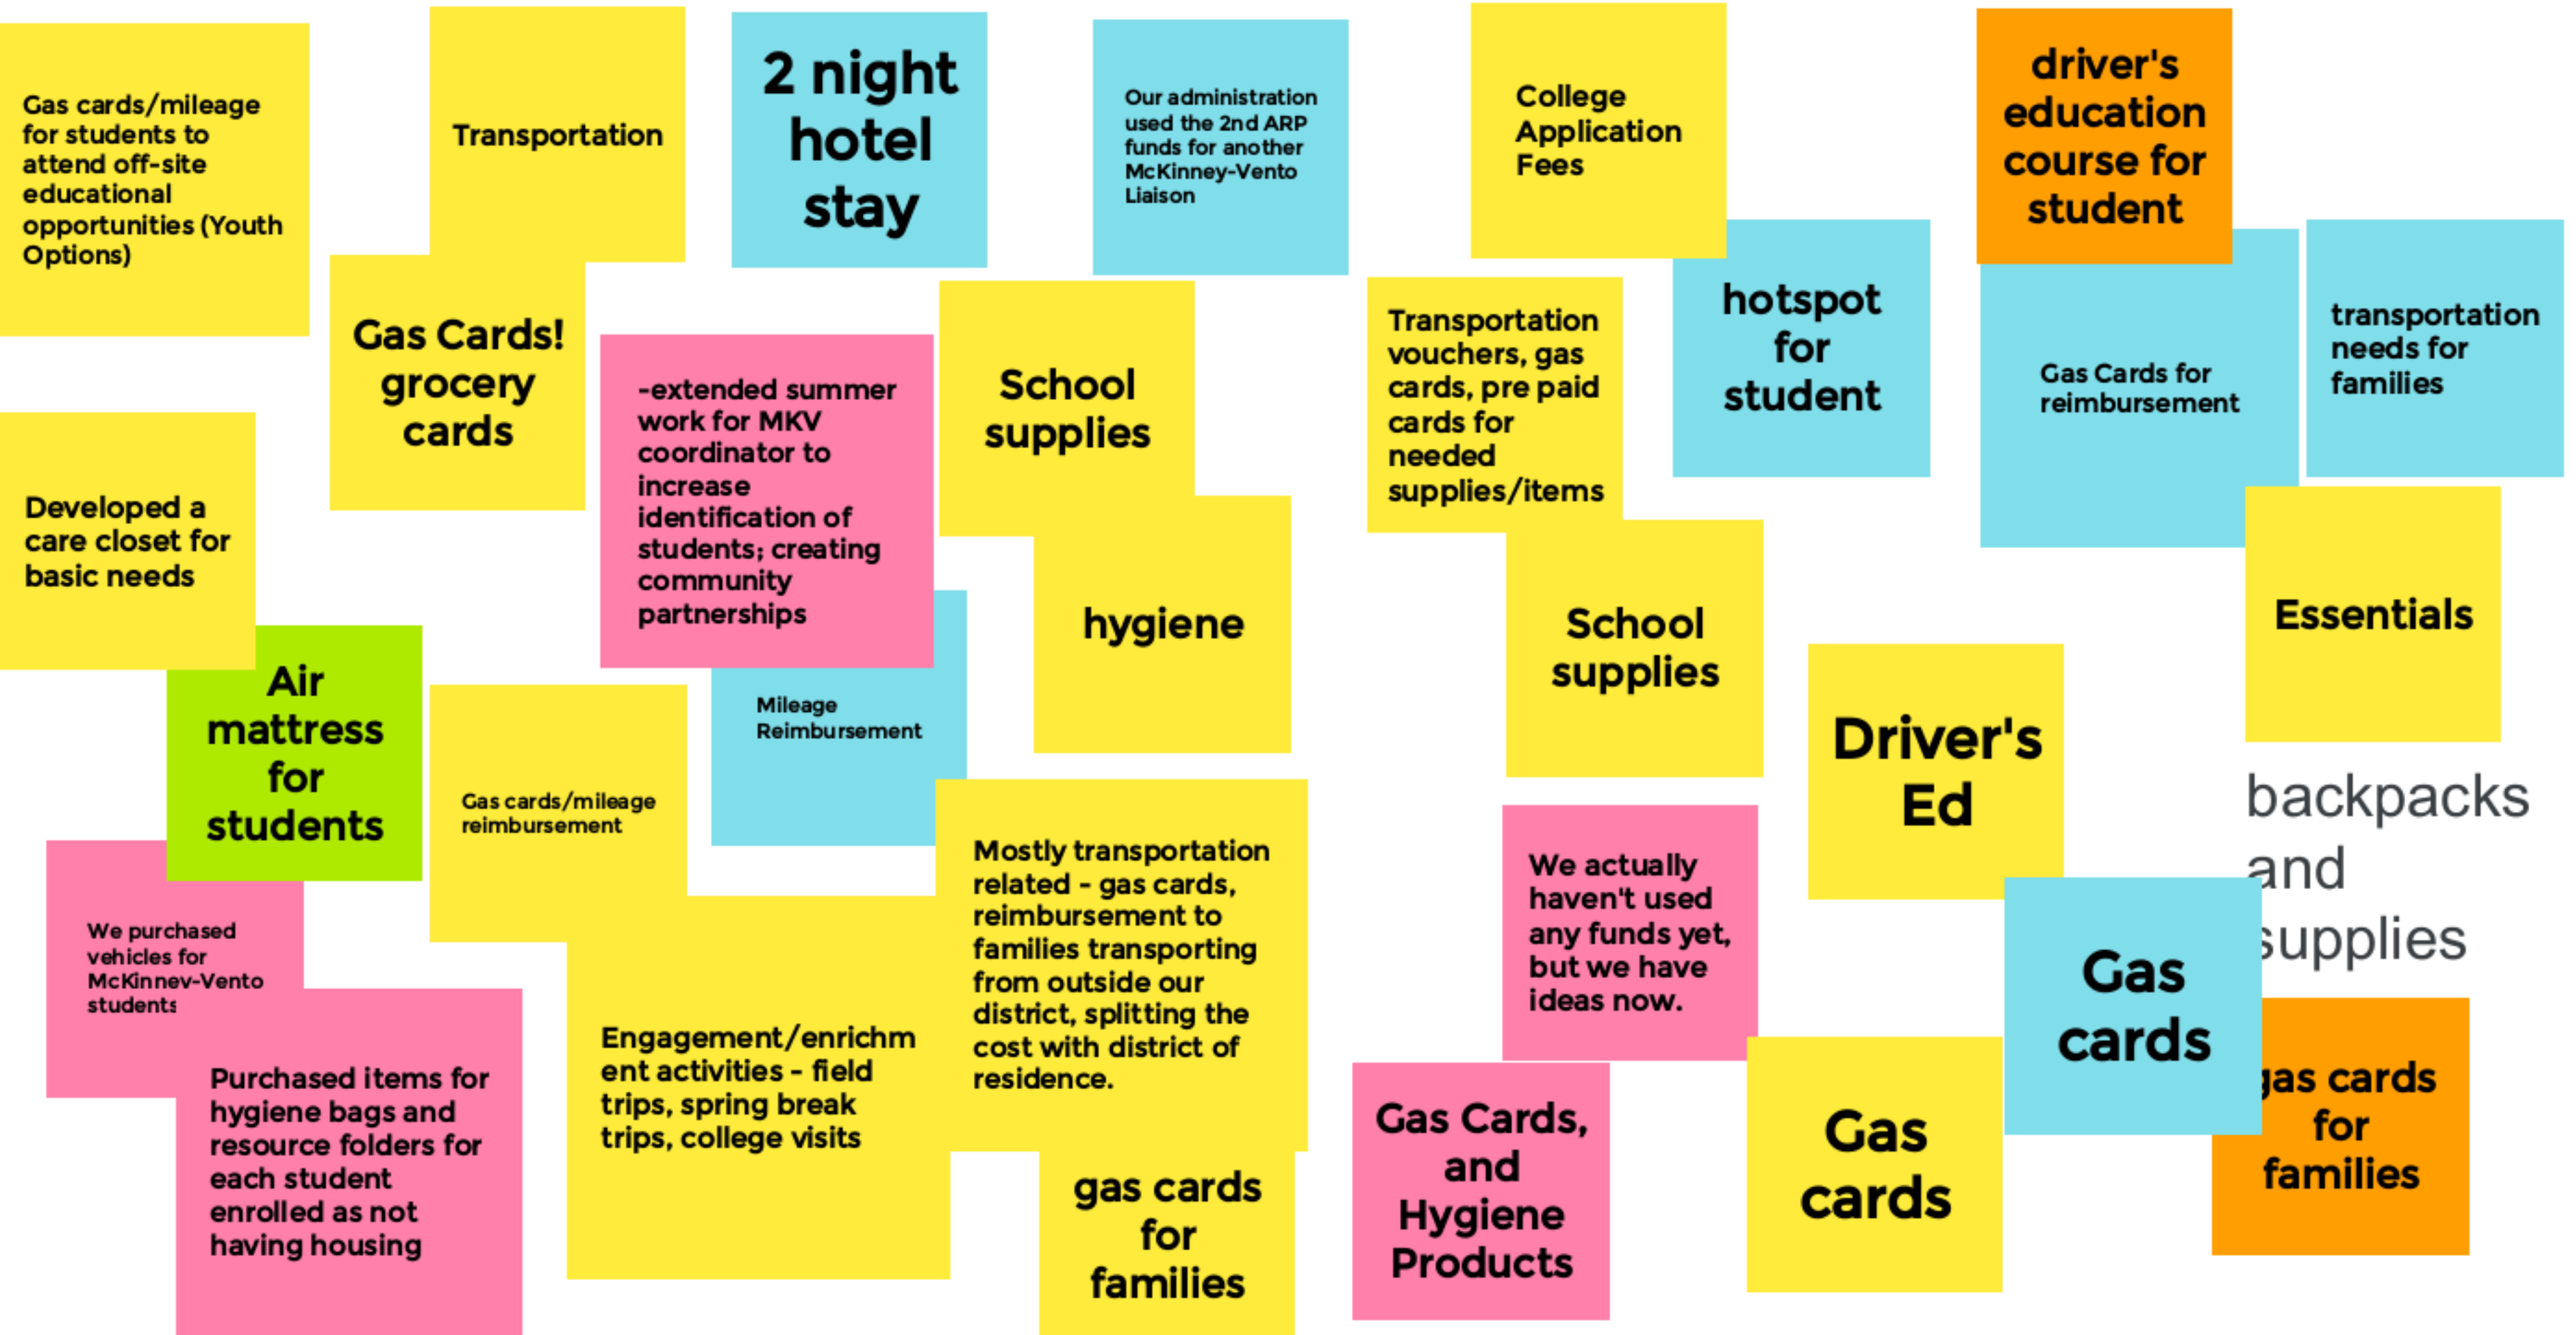 Gas cards/mileage
for students to
attend off-site
educational
opportunities (Youth
Options)
Transportation
2 night
hotel
stay
Our administration
used the 2nd ARP
funds for another
McKinney-Vento
Liaison
College
Application
Fees
driver's
education
course for
student
Gas Cards!
grocery
cards
-extended summer
work for MKV
coordinator to
increase
identification of
students; creating
community
partnerships
School
supplies
Transportation
vouchers, gas
cards, pre paid
cards for
needed
supplies/items
hotspot
for
student
Gas Cards for
reimbursement
transportation
needs for
families
Developed a
care closet for
basic needs
hygiene
School
supplies
Essentials
Air
mattress
for
students
Gas cards/mileage
reimbursement
Mileage
Reimbursement
Driver's
Ed
backpacks
and
supplies
We purchased
vehicles for
McKinney-Vento
students
Purchased items for
hygiene bags and
resource folders for
each student
enrolled as not
having housing
Engagement/enrichm
ent activities - field
trips, spring break
trips, college visits
Mostly transportation
related - gas cards,
reimbursement to
families transporting
from outside our
district, splitting the
cost with district of
residence.
gas cards
for
families
We actually
haven't used
any funds yet,
but we have
ideas now.
Gas Cards,
and
Hygiene
Products
Gas
cards
Gas
cards
gas cards
for
families